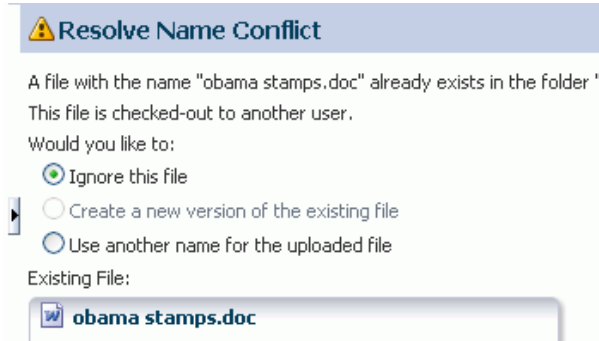 Resolve Name Conflict
A file with the name "obama stamps.doc" already exists in the folder "
This file is checked-out to another user.
Would you like to:
Ignore this file
Create a new version of the existing file
Use another name for the uploaded file
Existing File:
obama stamps.doc